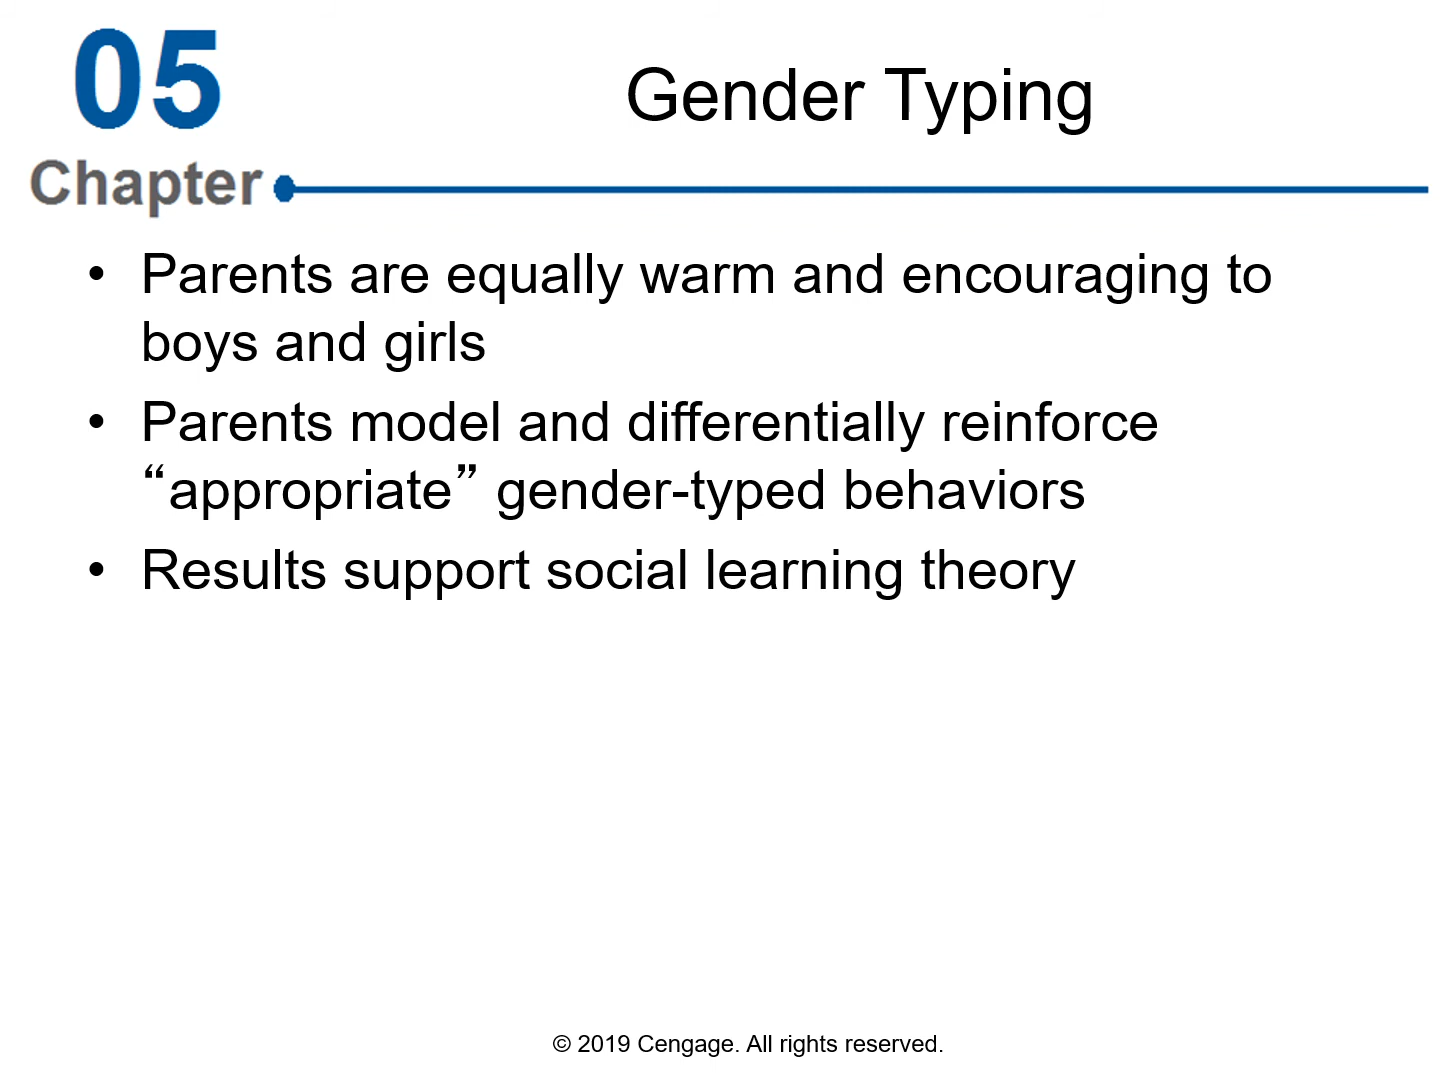 05
Chapter
Gender Typing
• Parents are equally warm and encouraging to
boys and girls
• Parents model and differentially reinforce
“appropriate” gender-typed behaviors
• Results support social learning theory
© 2019 Cengage. All rights reserved.